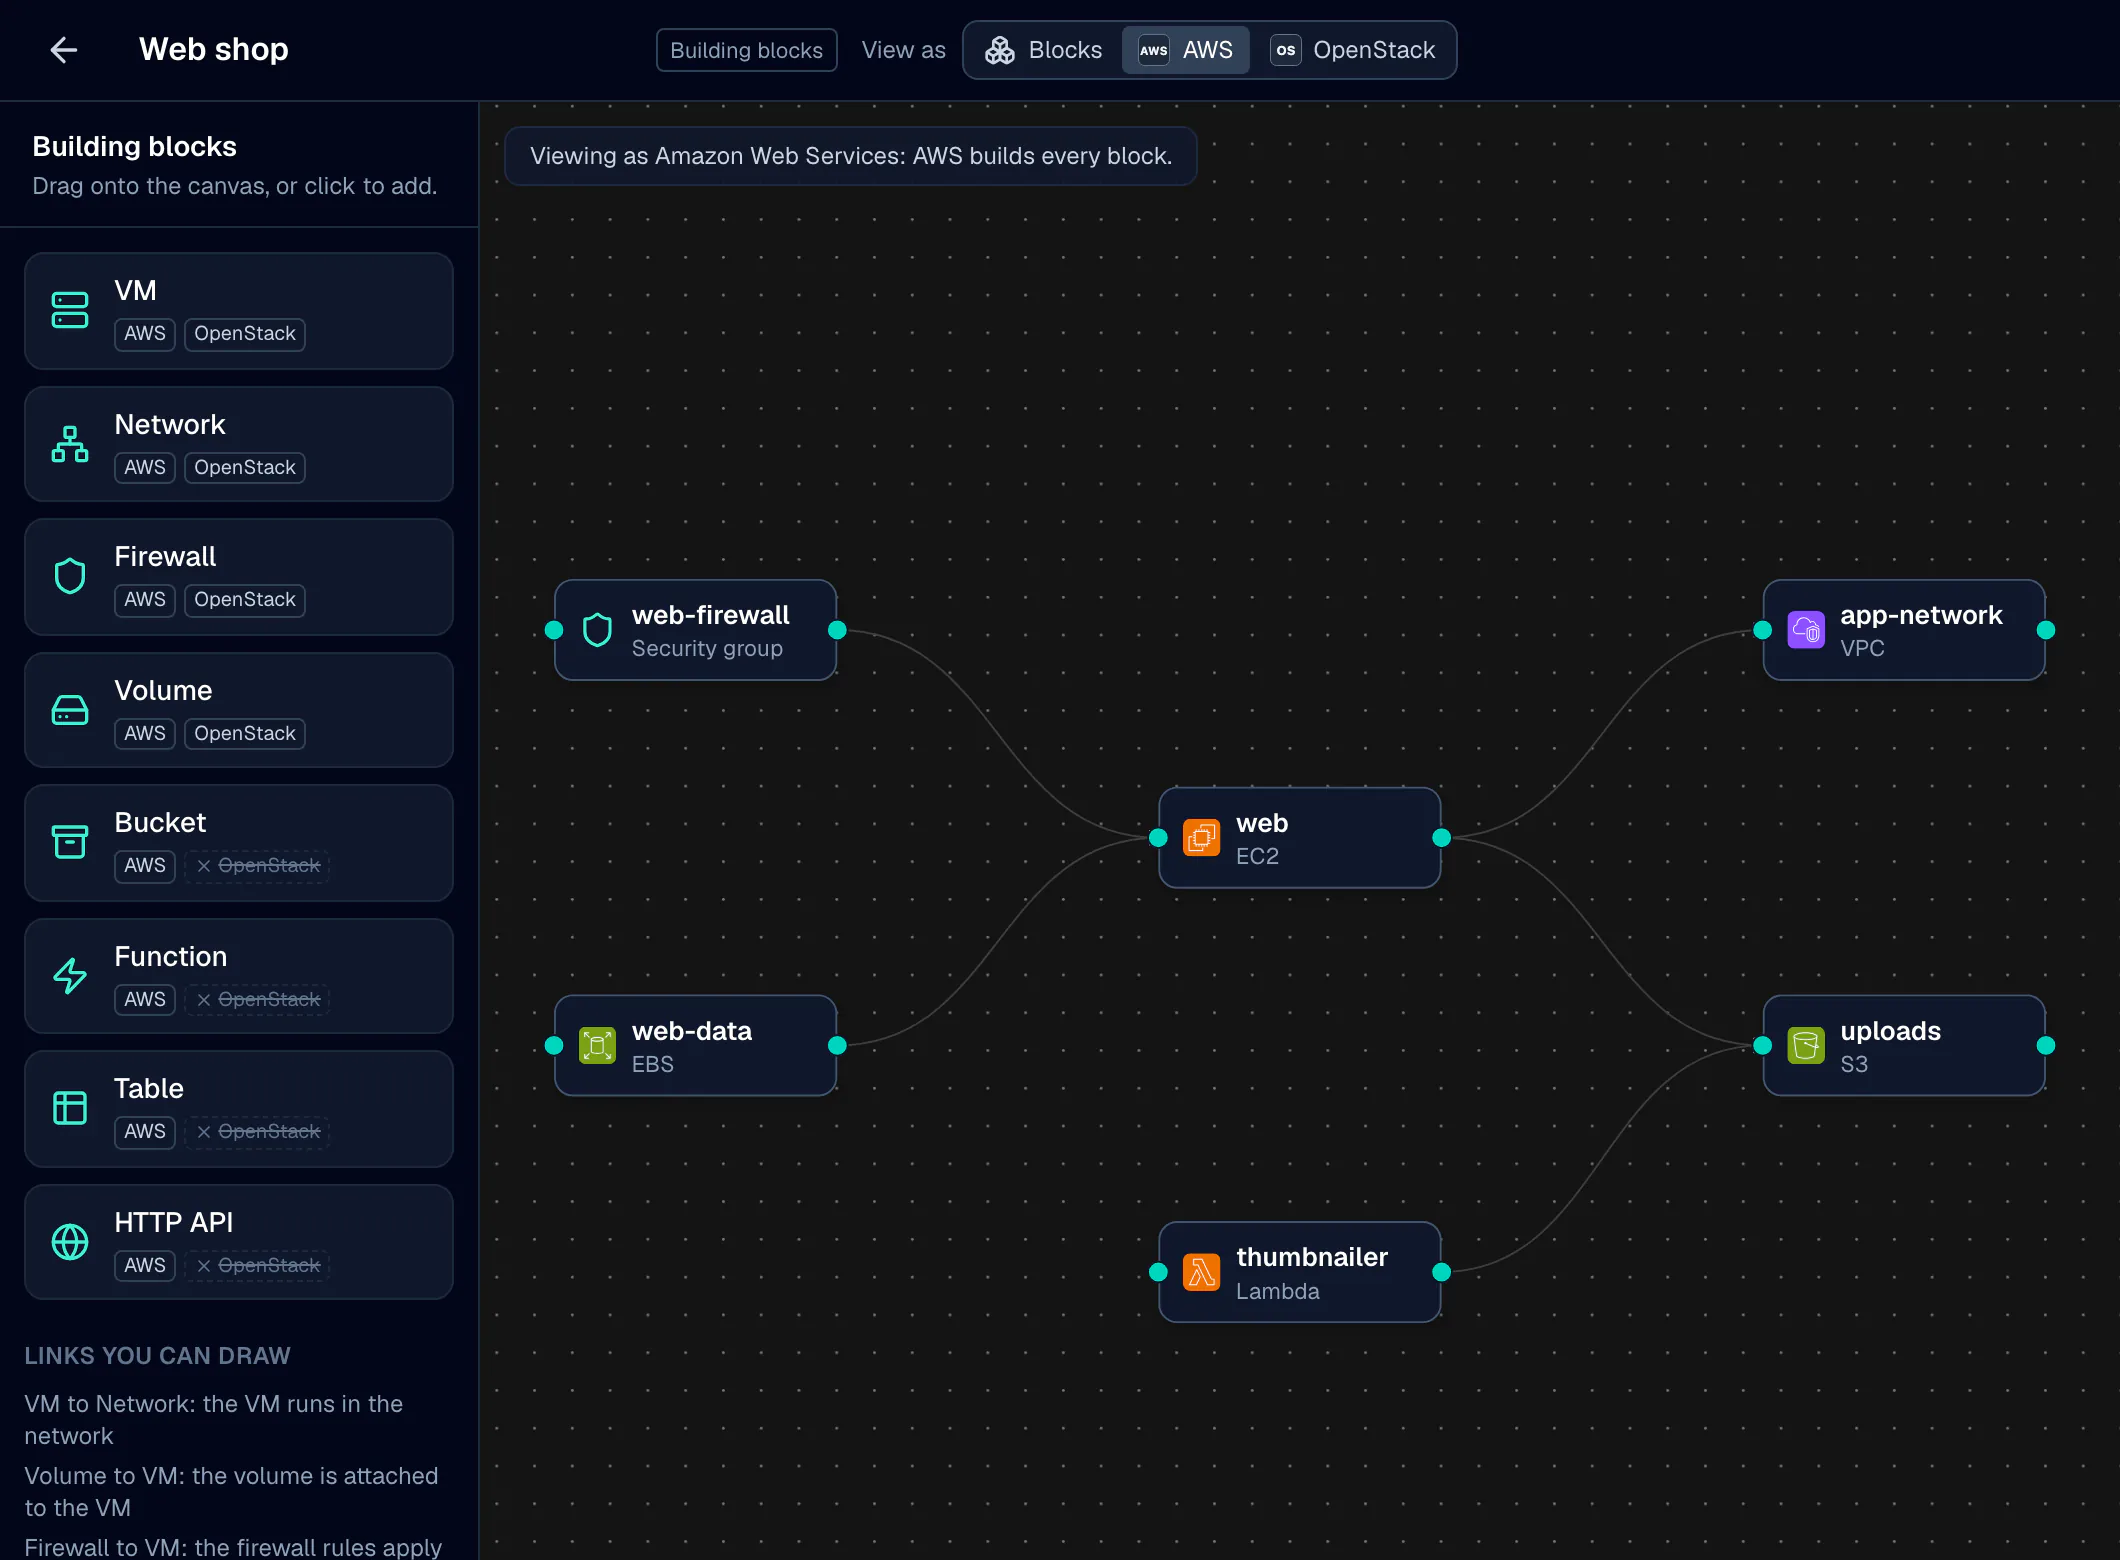 Web shop
Building blocks
View as
Blocks
AWS AWS
OS OpenStack
Building blocks
Drag onto the canvas, or click to add.
VM
AWS OpenStack
Network
AWS OpenStack
Firewall
AWS OpenStack
Volume
AWS OpenStack
Bucket
AWS × OpenStack
Function
AWS × OpenStack
Table
AWS × OpenStack
HTTP API
AWS × OpenStack
LINKS YOU CAN DRAW
VM to Network: the VM runs in the
network
Volume to VM: the volume is attached
to the VM
Firewall to VM: the firewall rules apply
Viewing as Amazon Web Services: AWS builds every block.
web-firewall
Security group
app-network
VPC
web
EC2
web-data
EBS
uploads
S3
thumbnailer
Lambda